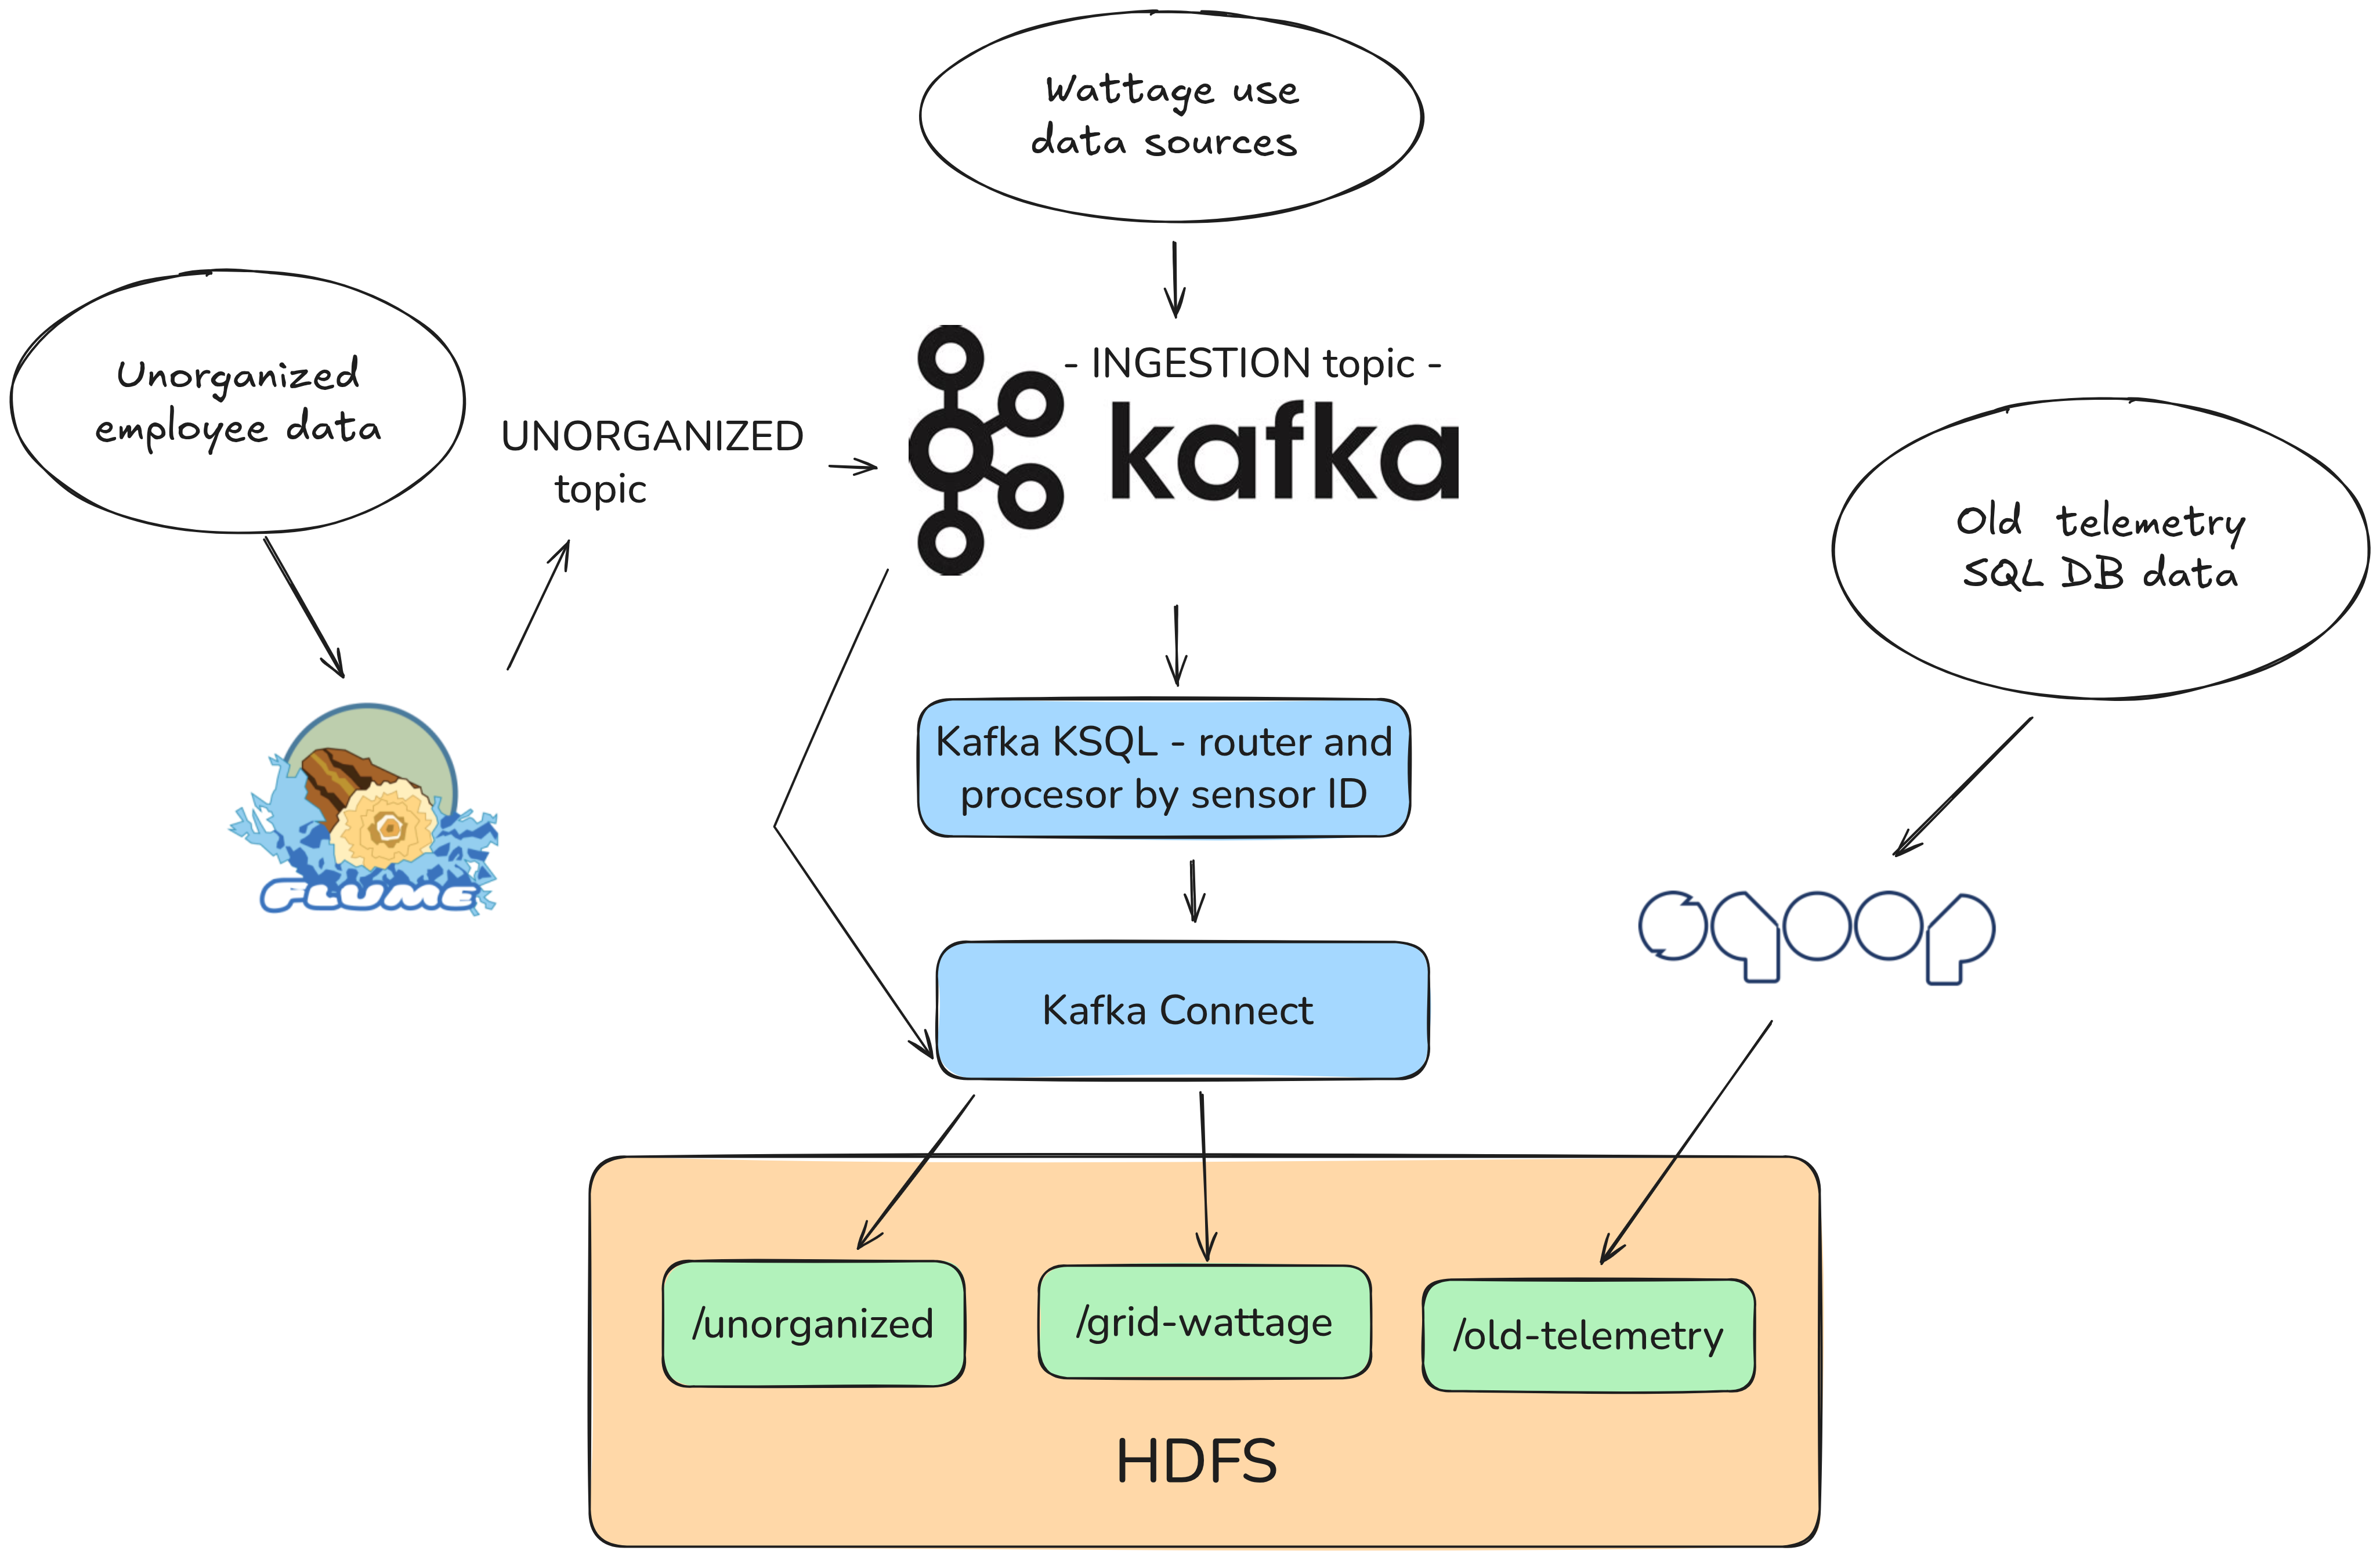 Wattage use
data sources
Unorganized
employee data
UNORGANIZED
topic
- INGESTION topic -
kafka
Old telemetry
SQL DB data
Kafka KSQL - router and
procesor by sensor ID
FLUME
sqoop
Kafka Connect
/unorganized
/grid-wattage
/old-telemetry
HDFS